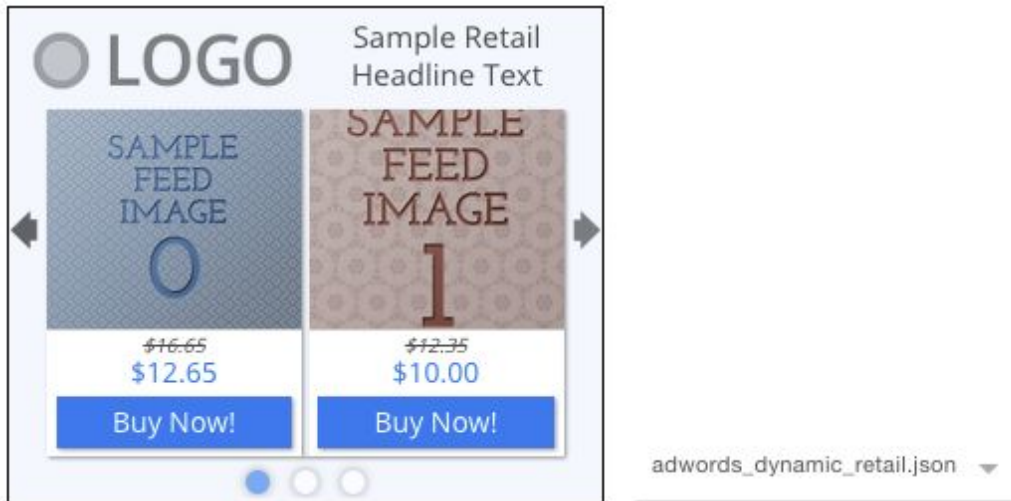 LOGO
Sample Retail
Headline Text
SAMPLE
FEED
IMAGE
0
SAMPLE
FEED
IMAGE
1
$16.65
$12.65
Buy Now!
$12.35
$10.00
Buy Now!
adwords_dynamic_retail.json